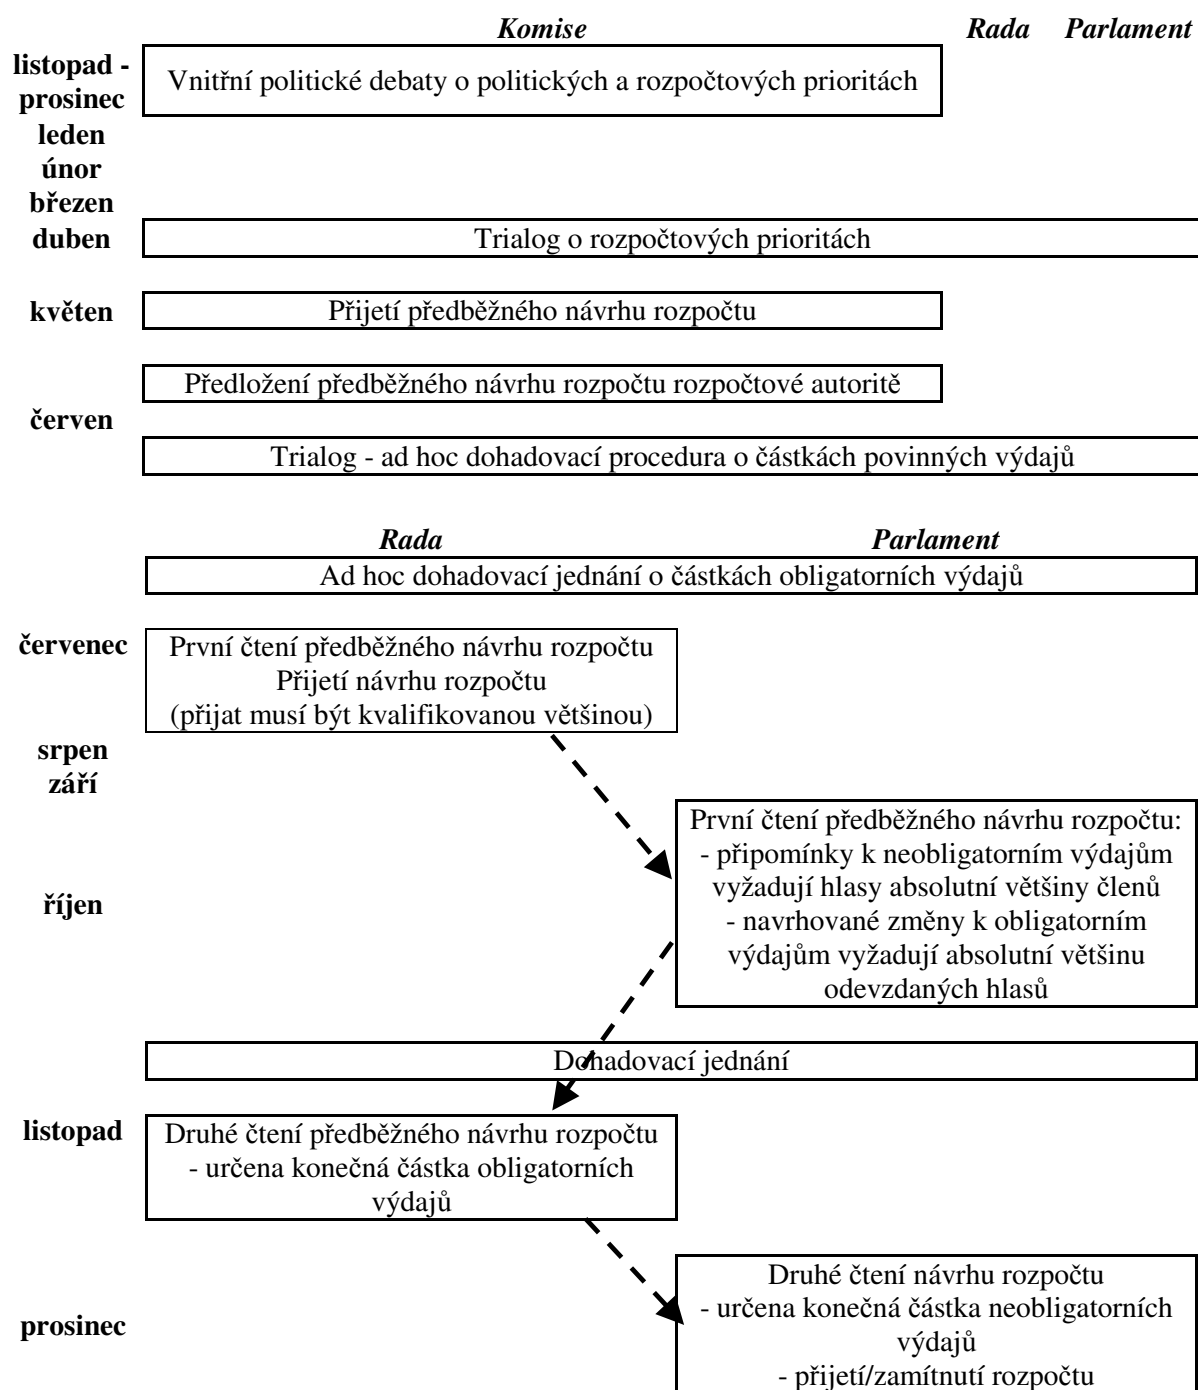 Komise Rada Parlament
listopad -
prosinec
Vnitřní politické debaty o politických a rozpočtových prioritách
leden
únor
březen
duben
Trialog o rozpočtových prioritách
květen
Přijetí předběžného návrhu rozpočtu
Předložení předběžného návrhu rozpočtu rozpočtové autoritě
červen
Trialog - ad hoc dohadovací procedura o částkách povinných výdajů
Rada Parlament
Ad hoc dohadovací jednání o částkách obligatorních výdajů
červenec
První čtení předběžného návrhu rozpočtu
Přijetí návrhu rozpočtu
(přijat musí být kvalifikovanou většinou)
srpen
září
říjen
První čtení předběžného návrhu rozpočtu:
- připomínky k neobligatorním výdajům
vyžadují hlasy absolutní většiny členů
- navrhované změny k obligatorním
výdajům vyžadují absolutní většinu
odevzdaných hlasů
Dohadovací jednání
listopad
Druhé čtení předběžného návrhu rozpočtu
- určena konečná částka obligatorních
výdajů
prosinec
Druhé čtení návrhu rozpočtu
- určena konečná částka neobligatorních
výdajů
- přijetí/zamítnutí rozpočtu